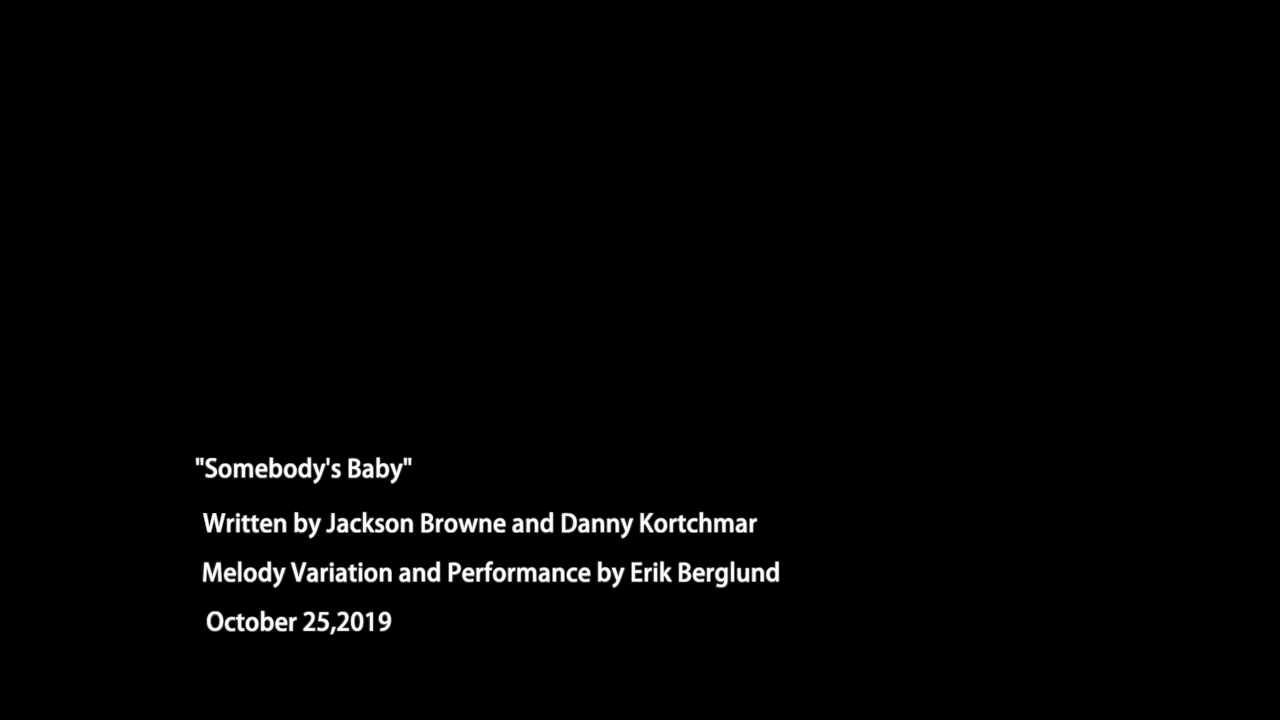 "Somebody's Baby"
Written by Jackson Browne and Danny Kortchmar
Melody Variation and Performance by Erik Berglund
October 25,2019